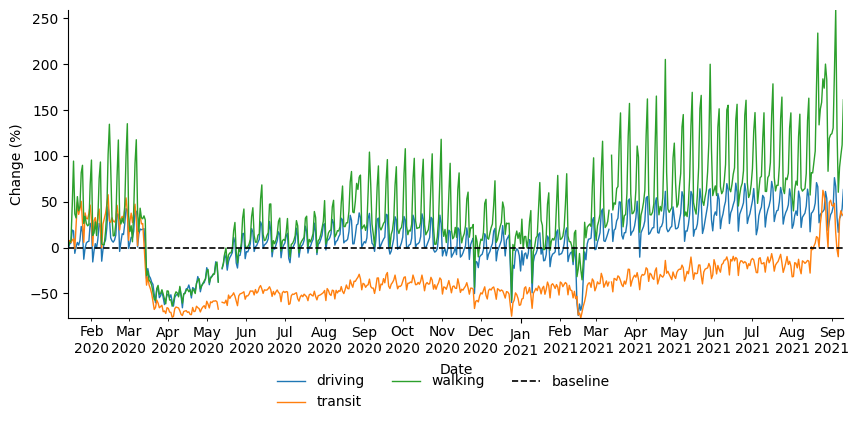 250
200
150
100
50
0
−50
Change (%)
Feb Mar Apr May Jun Jul Aug Sep Oct Nov Dec Jan Feb Mar Apr May Jun Jul Aug Sep
2020 2020 2020 2020 2020 2020 2020 2020 2020 2020 2020 2021 2021 2021 2021 2021 2021 2021 2021 2021
Date
driving walking baseline
transit